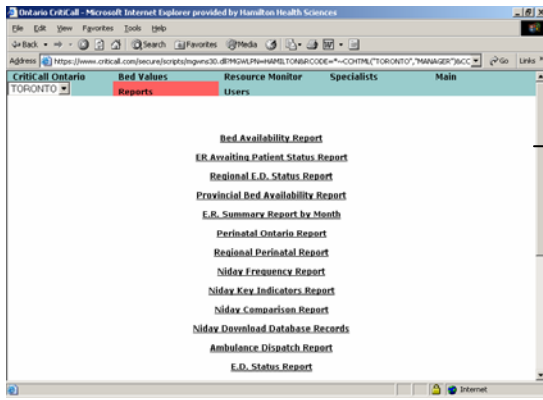 Ontario CritiCall - Microsoft Internet Explorer provided by Hamilton Health Sciences
File Edit View Favorites Tools Help
Back Search Favorites Media
Address https://www.criticall.com/secure/scripts/mgwms30.dll?MGWLPN=HAMILTON&RCODE=*~CCHTML("TORONTO","MANAGER")&CC Go Links
CritiCall Ontario Bed Values Resource Monitor Specialists Main
TORONTO Reports Users
Bed Availability Report
ER Awaiting Patient Status Report
Regional E.D. Status Report
Provincial Bed Availability Report
E.R. Summary Report by Month
Perinatal Ontario Report
Regional Perinatal Report
Niday Frequency Report
Niday Key Indicators Report
Niday Comparison Report
Niday Download Database Records
Ambulance Dispatch Report
E.D. Status Report
Internet